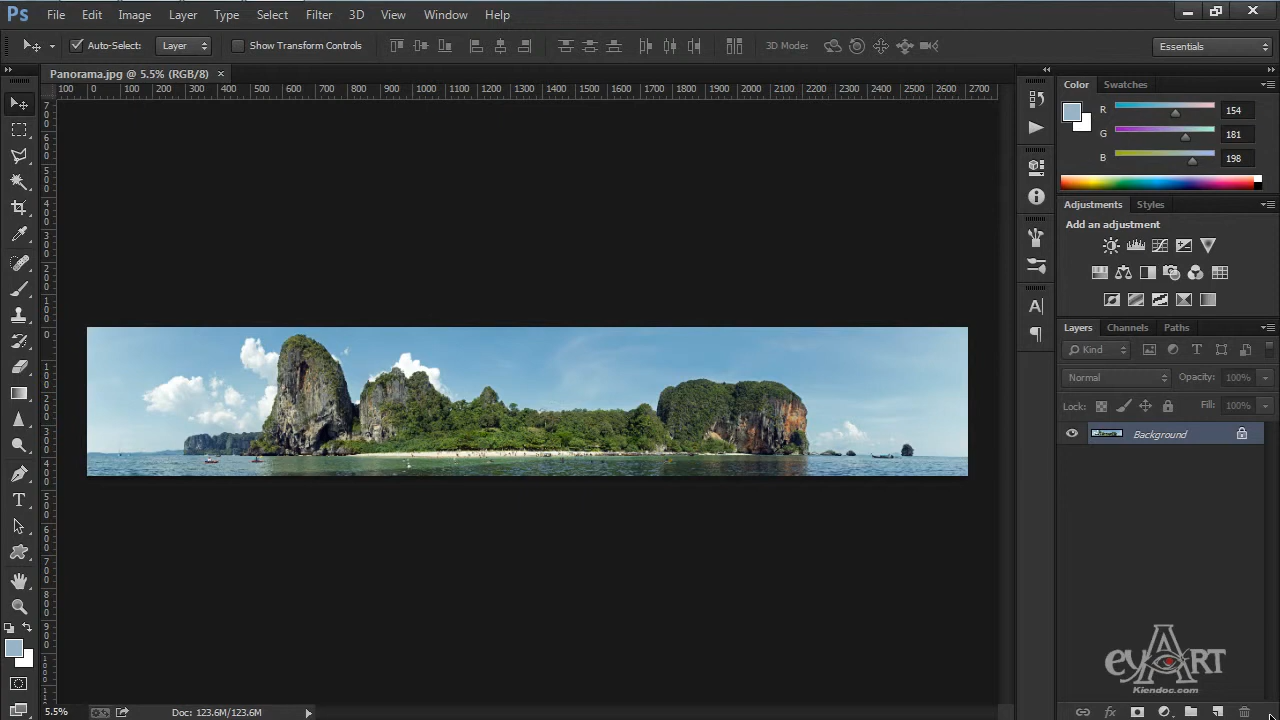 Ps File Edit Image Layer Type Select Filter 3D View Window Help
Auto-Select: Layer Show Transform Controls 3D Mode: Essentials
Panorama.jpg @ 5.5% (RGB/8) ×
100 0 100 200 300 400 500 600 700 800 900 1000 1100 1200 1300 1400 1500 1600 1700 1800 1900 2000 2100 2200 2300 2400 2500 2600 2700
Color Swatches
R 154
G 181
B 198
Adjustments Styles
Add an adjustment
Layers Channels Paths
Kind
Normal Opacity: 100%
Lock: Fill: 100%
Background
eyART
Kiendoc.com
5.5% Doc: 123.6M/123.6M